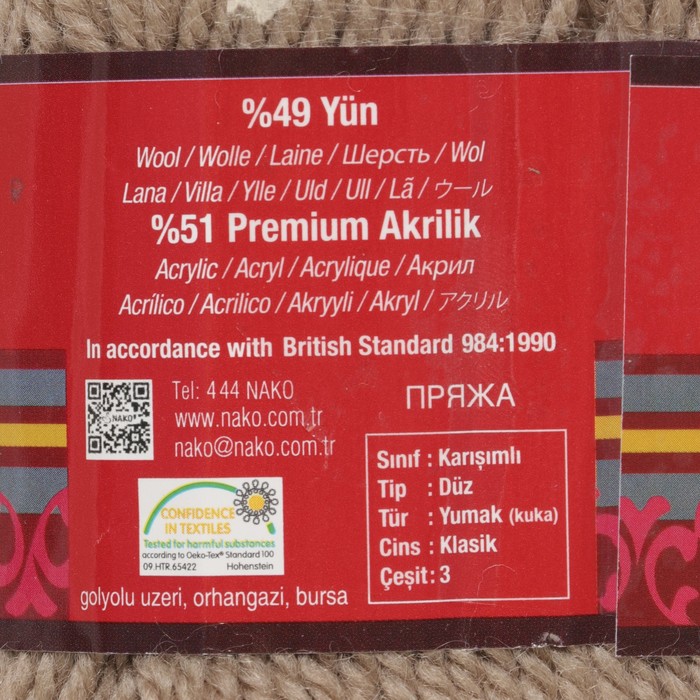 %49 Yün
Wool / Wolle / Laine / Шерсть / Wol
Lana / Villa / Ylle / Uld / Ull / Lã / ウール
%51 Premium Akrilik
Acrylic / Acryl / Acrylique / Акрил
Acrílico / Acrilico / Akryyli / Akryl / アクリル
In accordance with British Standard 984:1990
NAKO
Tel: 4 44 NAKO
www.nako.com.tr
nako@nako.com.tr
CONFIDENCE
IN TEXTILES
Tested for harmful substances
according to Oeko-Tex® Standard 100
09.HTR.65422 Hohenstein
golyolu uzeri, orhangazi, bursa
ПРЯЖА
Sınıf : Karışımlı
Tip : Düz
Tür : Yumak (kuka)
Cins : Klasik
Çeşit: 3